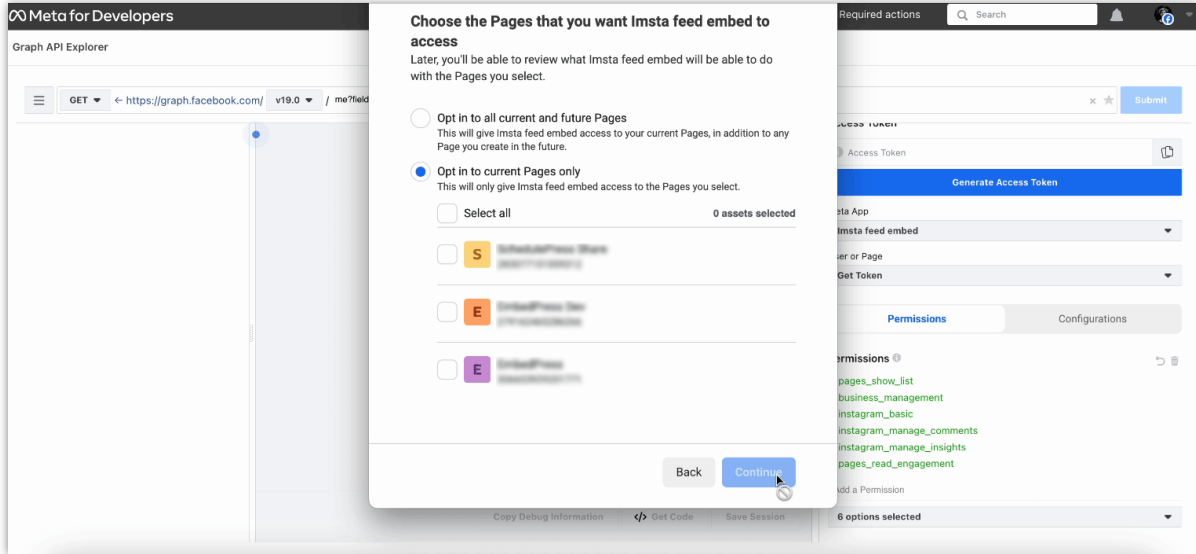 Meta for Developers
Required actions
Search
Graph API Explorer
GET
https://graph.facebook.com/
v19.0
/
me?field
Submit
Choose the Pages that you want Imsta feed embed to
access
Later, you'll be able to review what Imsta feed embed will be able to do
with the Pages you select.
Opt in to all current and future Pages
This will give Imsta feed embed access to your current Pages, in addition to any
Page you create in the future.
Opt in to current Pages only
This will only give Imsta feed embed access to the Pages you select.
Select all
0 assets selected
S
E
E
Back
Continue
Access Token
Generate Access Token
eta App
Imsta feed embed
ser or Page
Get Token
Permissions
Configurations
ermissions
pages_show_list
business_management
instagram_basic
instagram_manage_comments
instagram_manage_insights
pages_read_engagement
Add a Permission
6 options selected
Copy Debug Information
</> Get Code
Save Session